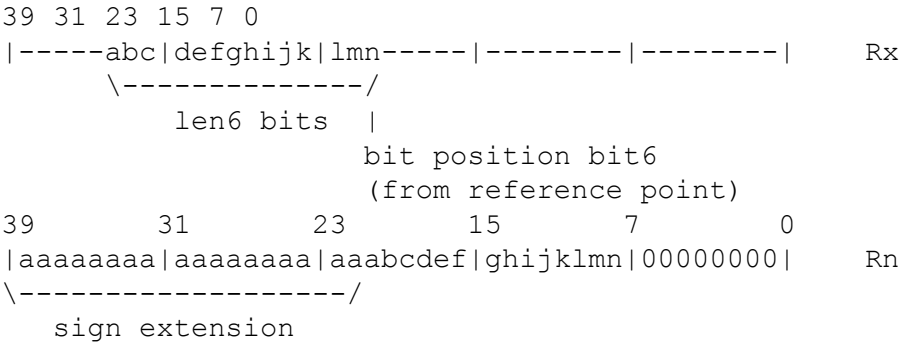 39 31 23 15 7 0
|-----abc|defghijk|lmn-----|--------|--------| Rx
\--------------/
len6 bits |
bit position bit6
(from reference point)
39 31 23 15 7 0
|aaaaaaaa|aaaaaaaa|aaabcdef|ghijklmn|00000000| Rn
\-------------------/
sign extension